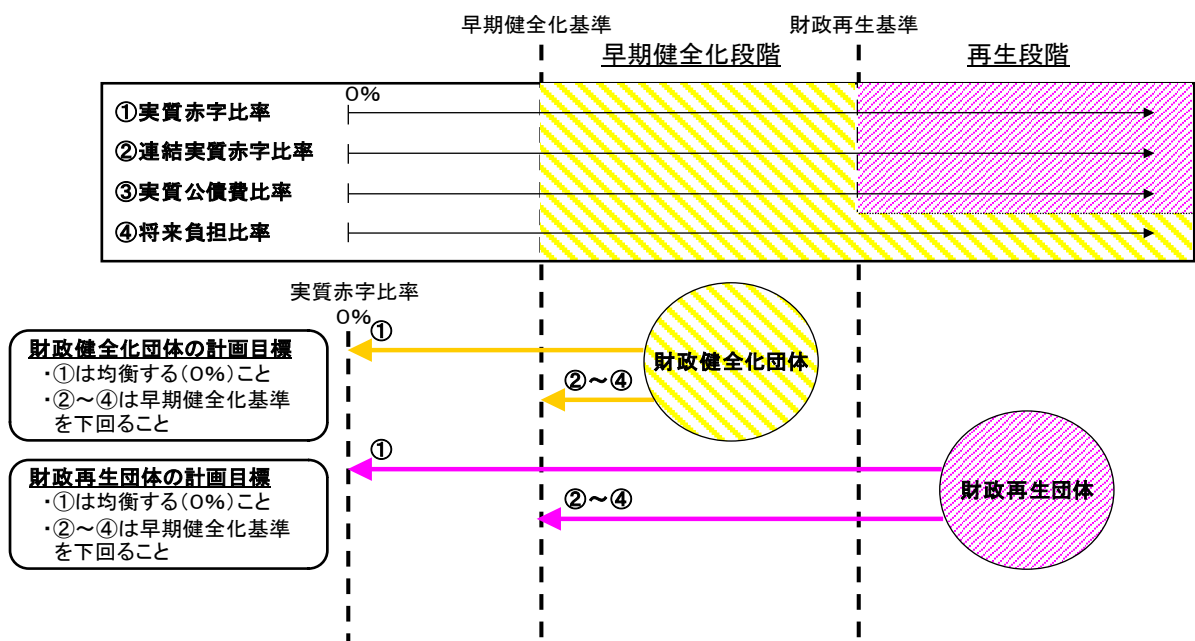 早期健全化基準
財政再生基準
早期健全化段階
再生段階
0%
①実質赤字比率
②連結実質赤字比率
③実質公債費比率
④将来負担比率
実質赤字比率
0%
財政健全化団体の計画目標
・①は均衡する(0%)こと
・②～④は早期健全化基準
を下回ること
①
②～④
財政健全化団体
財政再生団体の計画目標
・①は均衡する(0%)こと
・②～④は早期健全化基準
を下回ること
①
②～④
財政再生団体